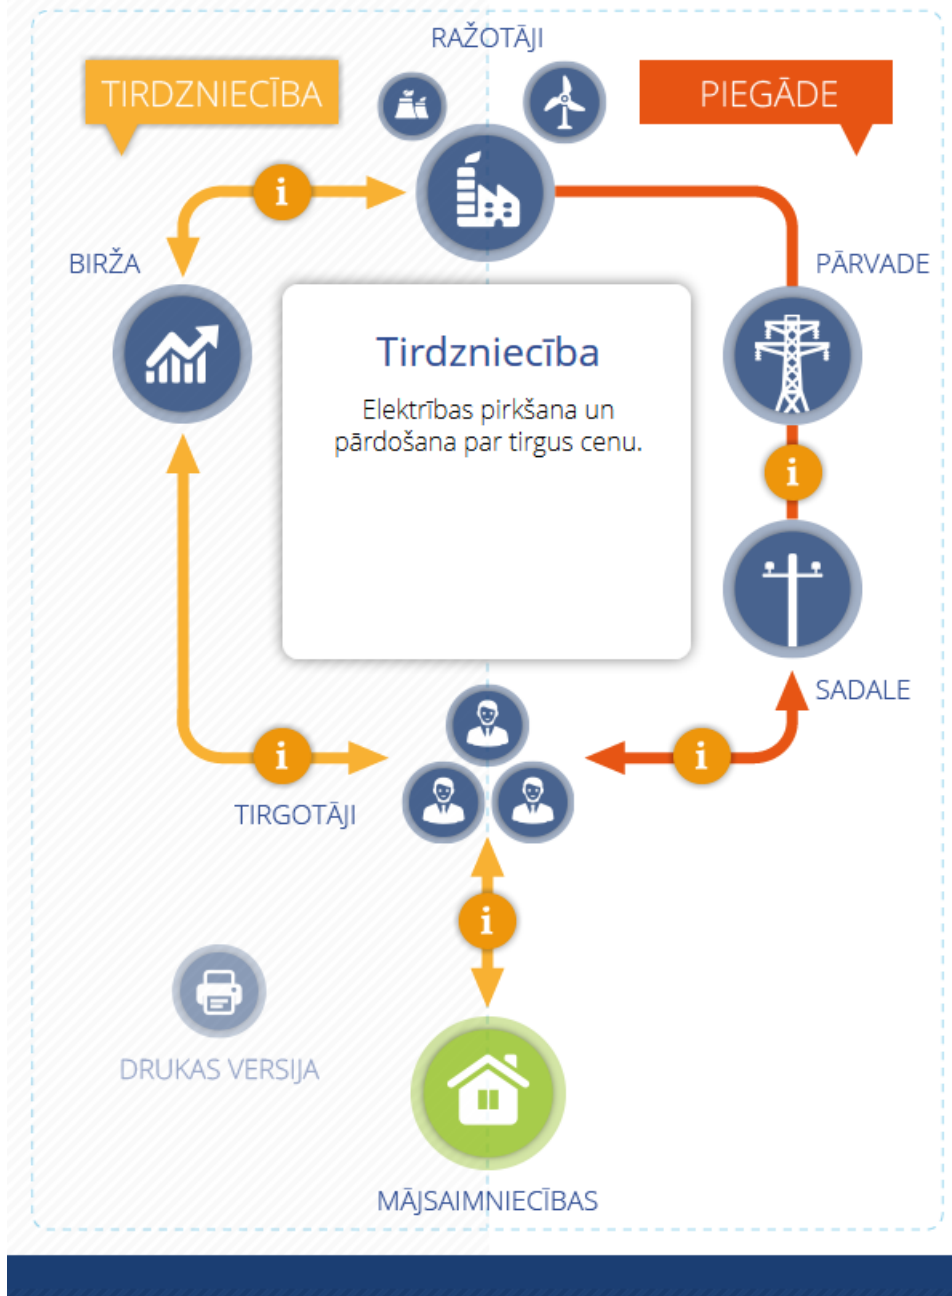 RAŽOTĀJI
TIRDZNIECĪBA
PIEGĀDE
i
BIRŽA
PĀRVADE
Tirdzniecība
Elektrības pirkšana un
pārdošana par tirgus cenu.
i
SADALE
i
i
TIRGOTĀJI
i
DRUKAS VERSIJA
MĀJSAIMNIECĪBAS